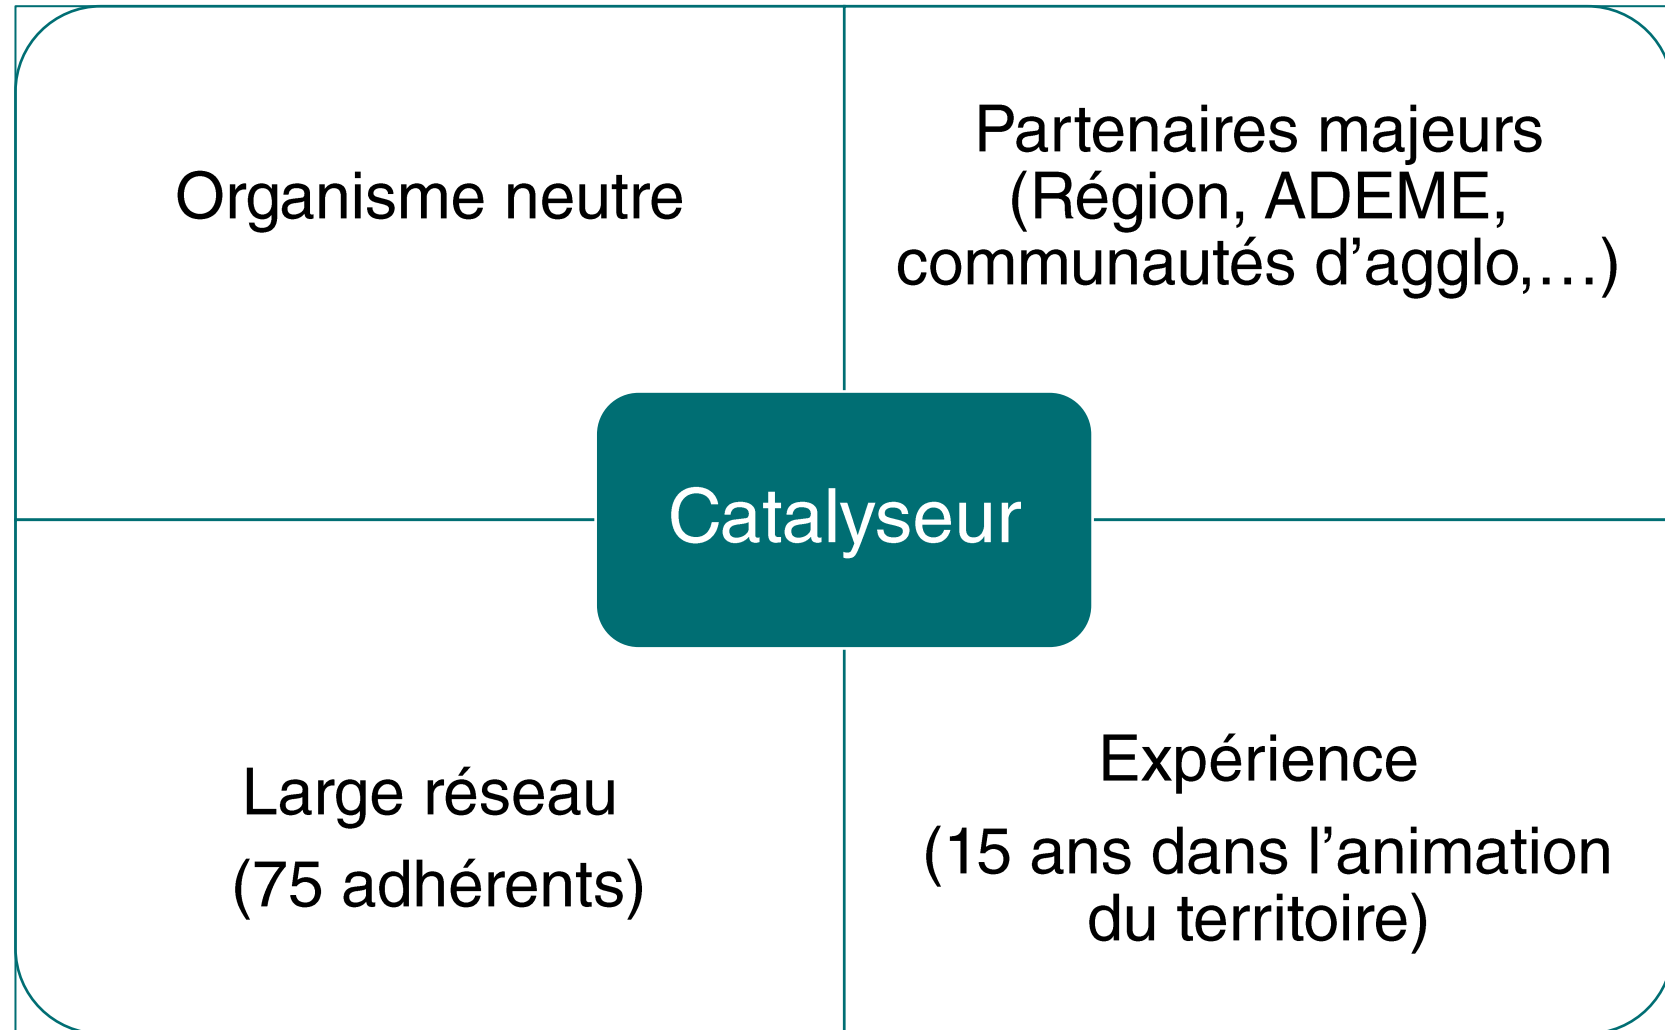 Organisme neutre
Partenaires majeurs
(Région, ADEME,
communautés d’agglo,…)
Catalyseur
Large réseau
(75 adhérents)
Expérience
(15 ans dans l’animation
du territoire)